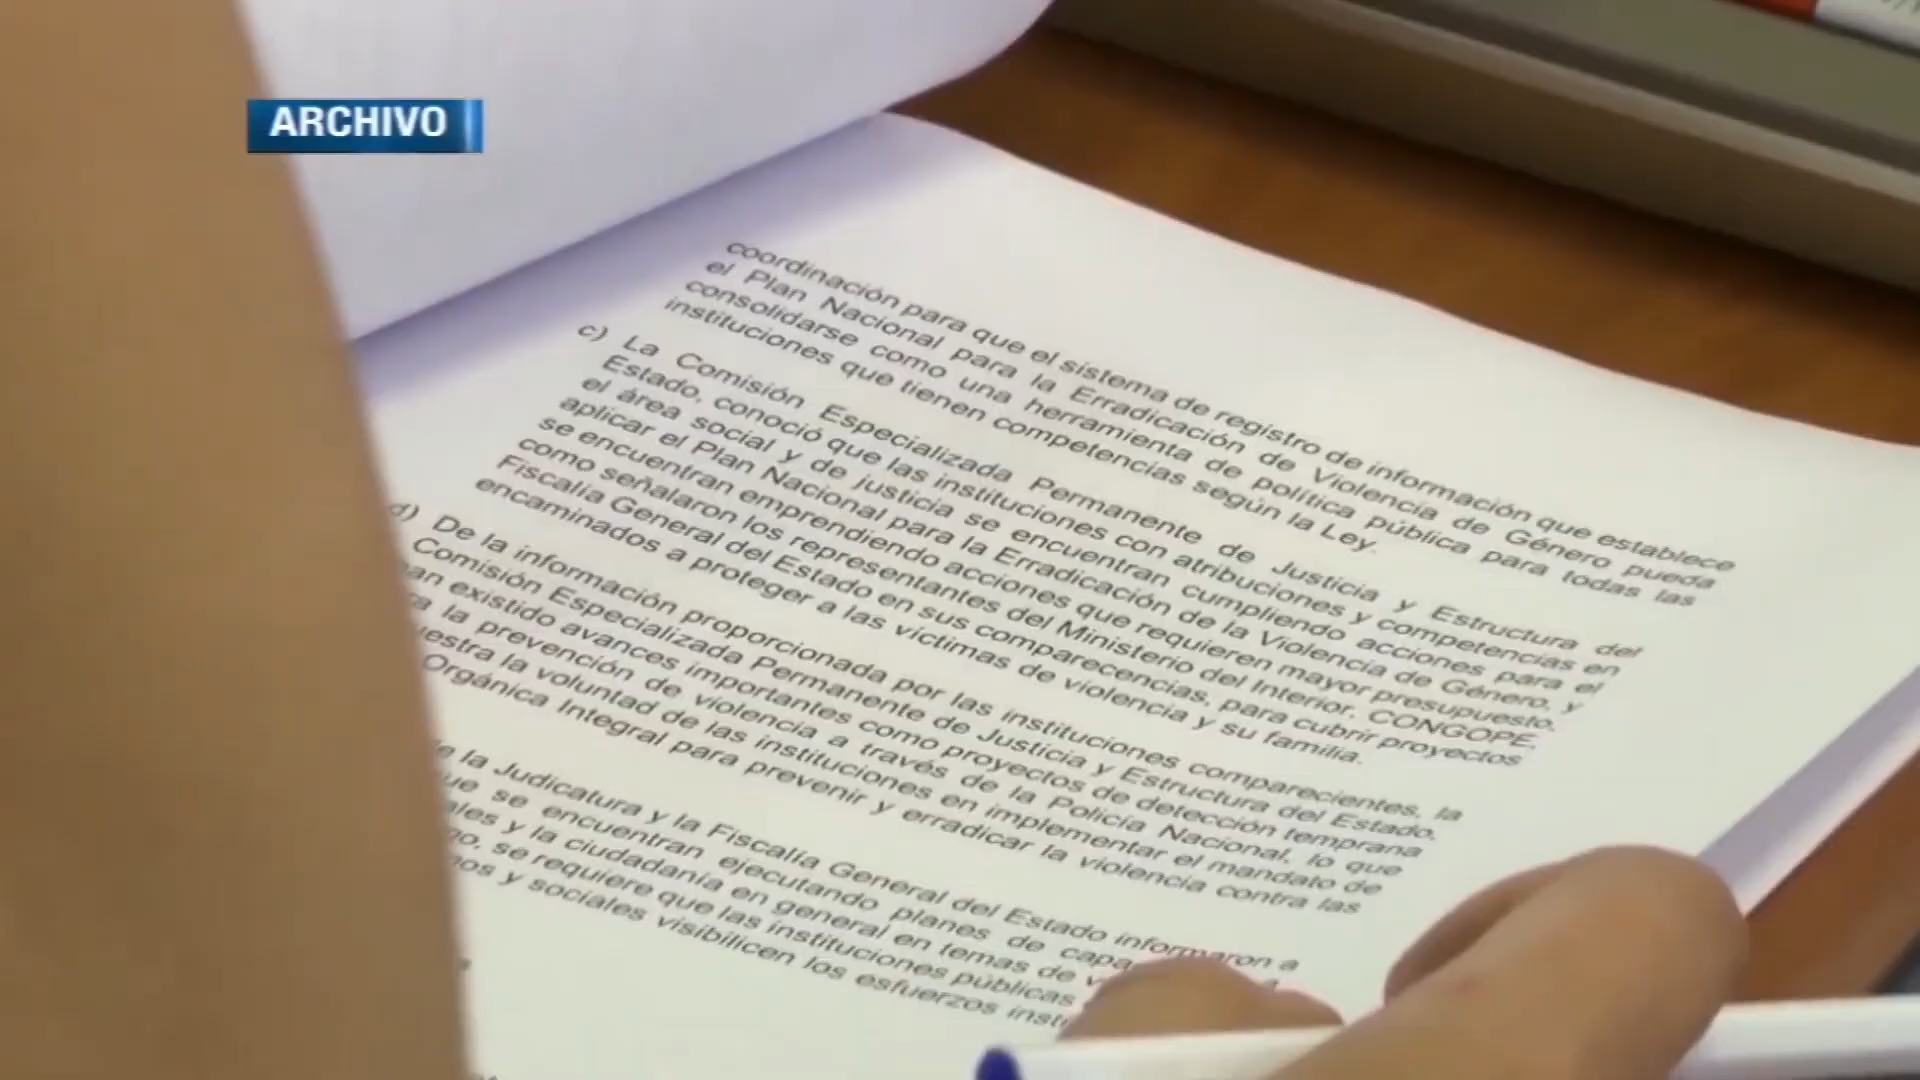 ARCHIVO
coordinación para que el sistema de registro de información que establece
el Plan Nacional para la Erradicación de Violencia de Género pueda
consolidarse como una herramienta de política pública para todas las
instituciones que tienen competencias según la Ley.
c) La Comisión Especializada Permanente de Justicia y Estructura del
Estado, conoció que las instituciones con atribuciones y competencias en
el área social y de justicia se encuentran cumpliendo acciones para el
aplicar el Plan Nacional para la Erradicación de la Violencia de Género, y
se encuentran emprendiendo acciones que requieren mayor presupuesto,
como señalaron los representantes del Ministerio del Interior, CONGOPE,
Fiscalía General del Estado en sus comparecencias, para cubrir proyectos
encaminados a proteger a las víctimas de violencia y su familia.
d) De la información proporcionada por las instituciones comparecientes, la
Comisión Especializada Permanente de Justicia y Estructura del Estado,
an existido avances importantes como proyectos de detección temprana
la prevención de violencia a través de la Policía Nacional, lo que
uestra la voluntad de las instituciones en implementar el mandato de
Orgánica Integral para prevenir y erradicar la violencia contra las
la Judicatura y la Fiscalía General del Estado informaron a
ue se encuentran ejecutando planes de capa
ales y la ciudadanía en general en temas de v
se requiere que las instituciones públicas
os y sociales visibilicen los esfuerzos insti